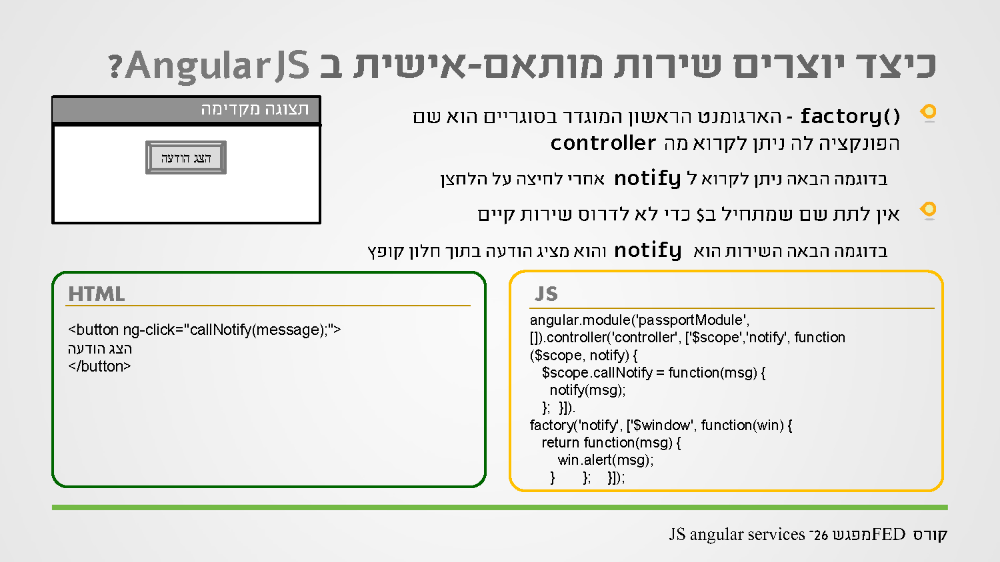 כיצד יוצרים שירות מותאם-אישית ב AngularJS?
factory() - הארגומנט הראשון המוגדר בסוגריים הוא שם
הפונקציה לה ניתן לקרוא מה controller
בדוגמה הבאה ניתן לקרוא ל notify אחרי לחיצה על הלחצן
אין לתת שם שמתחיל ב$ כדי לא לדרוס שירות קיים
בדוגמה הבאה השירות הוא notify והוא מציג הודעה בתוך חלון קופץ
תצוגה מקדימה
הצג הודעה
JS
angular.module('passportModule',
[]).controller('controller', ['$scope','notify', function
($scope, notify) {
$scope.callNotify = function(msg) {
notify(msg);
}; }]).
factory('notify', ['$window', function(win) {
return function(msg) {
win.alert(msg);
} }; }]);
HTML
<button ng-click="callNotify(message);">
הצג הודעה
</button>
קורס FEDמפגש 26־ JS angular services